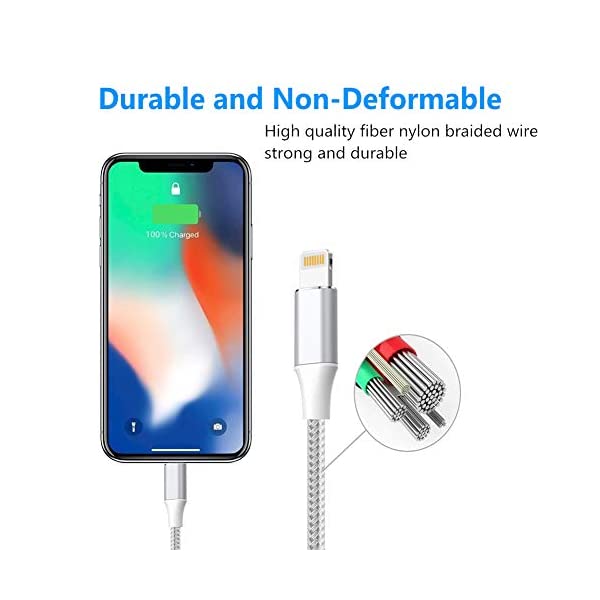 Durable and Non-Deformable
High quality fiber nylon braided wire
strong and durable
100% Charged